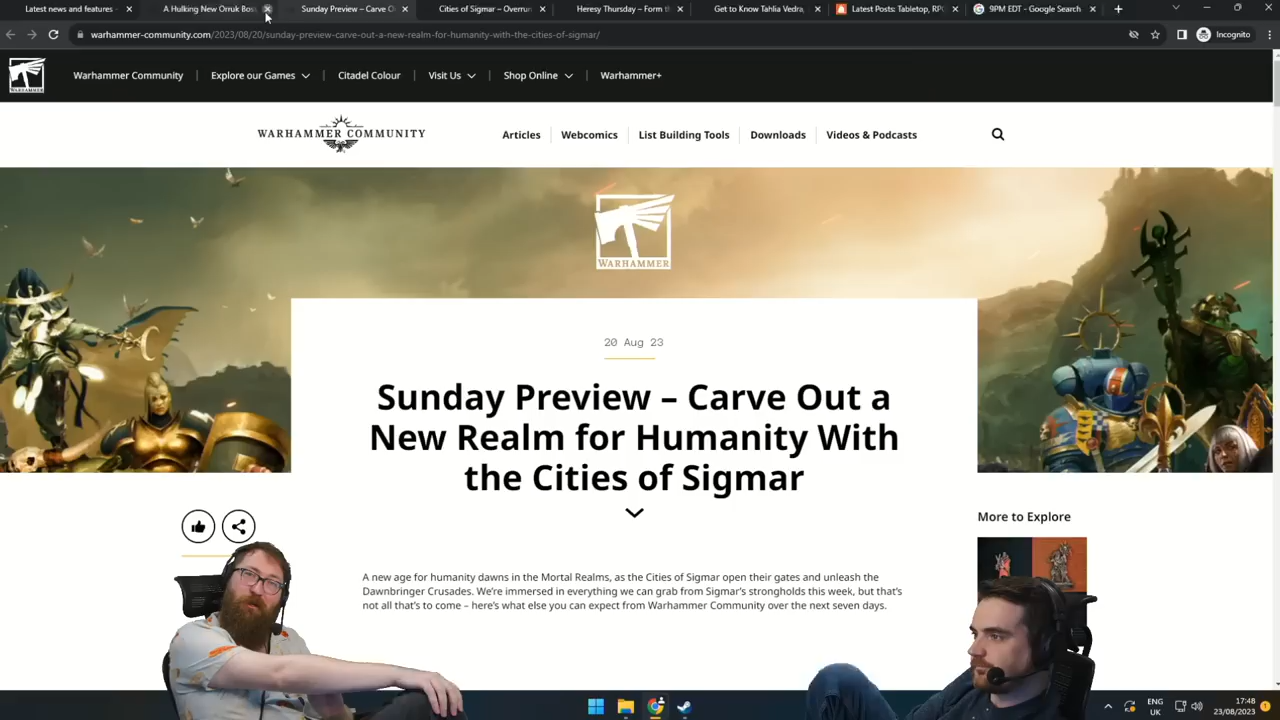 Latest news and features -
A Hulking New Orruk Bos
Sunday Preview – Carve O
Cities of Sigmar – Overrun
Heresy Thursday – Form t
Get to Know Tahlia Vedra,
Latest Posts: Tabletop, RPG
9PM EDT - Google Search
warhammer-community.com/2023/08/20/sunday-preview-carve-out-a-new-realm-for-humanity-with-the-cities-of-sigmar/
Incognito
Warhammer Community
Explore our Games
Citadel Colour
Visit Us
Shop Online
Warhammer+
WARHAMMER COMMUNITY
Articles
Webcomics
List Building Tools
Downloads
Videos & Podcasts
WARHAMMER
20 Aug 23
Sunday Preview – Carve Out a
New Realm for Humanity With
the Cities of Sigmar
More to Explore
A new age for humanity dawns in the Mortal Realms, as the Cities of Sigmar open their gates and unleash the
Dawnbringer Crusades. We're immersed in everything we can grab from Sigmar's strongholds this week, but that's
not all that's to come – here's what else you can expect from Warhammer Community over the next seven days.
ENG
UK
17:48
23/08/2023